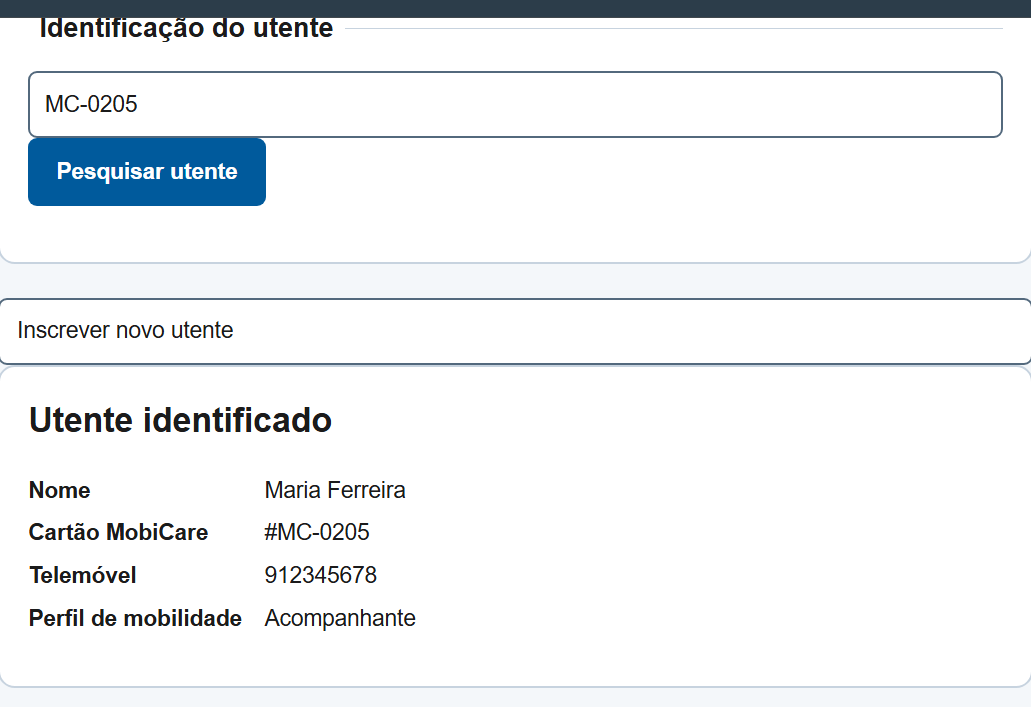 Identificação do utente
MC-0205
Pesquisar utente
Inscrever novo utente
Utente identificado
Nome Maria Ferreira
Cartão MobiCare #MC-0205
Telemóvel 912345678
Perfil de mobilidade Acompanhante